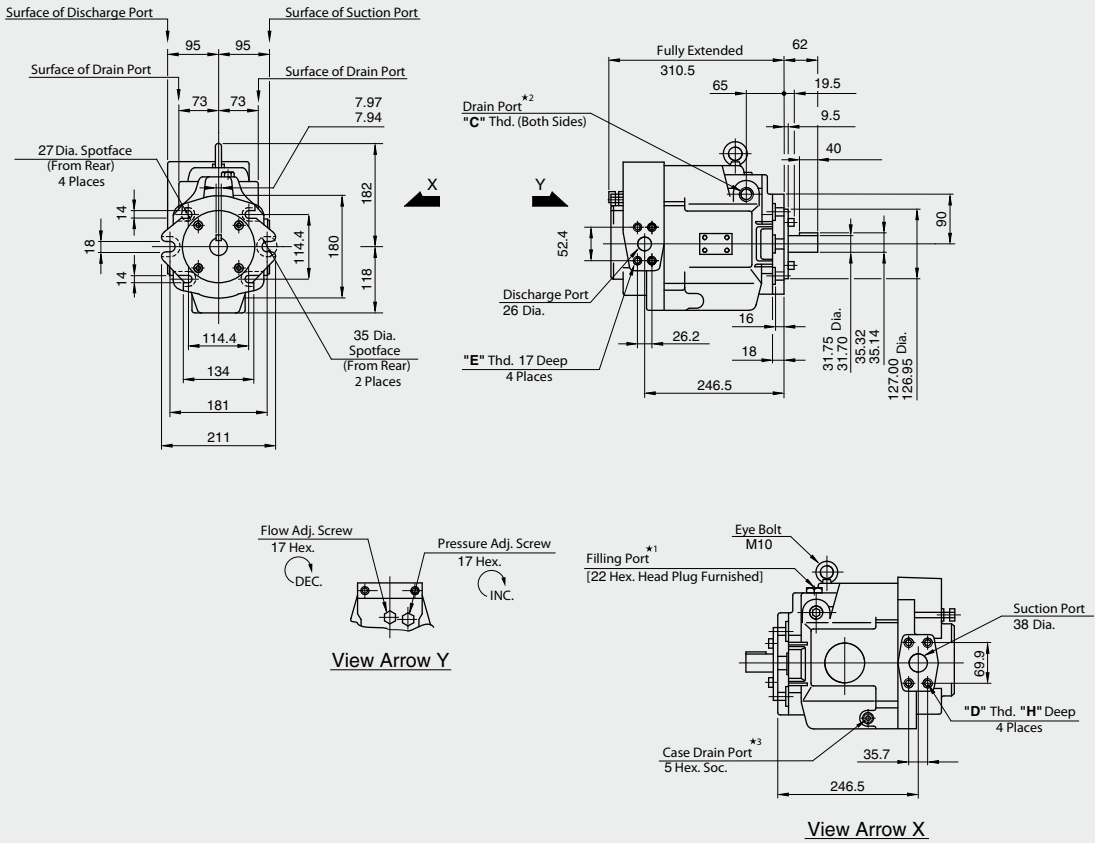 Surface of Discharge Port
Surface of Suction Port
95
95
Surface of Drain Port
Surface of Drain Port
73
73
7.97
7.94
27 Dia. Spotface
(From Rear)
4 Places
14
18
14
182
118
180
114.4
114.4
134
181
211
35 Dia.
Spotface
(From Rear)
2 Places
X
Y
Fully Extended
310.5
62
65
19.5
9.5
40
Drain Port★2
"C" Thd. (Both Sides)
90
52.4
Discharge Port
26 Dia.
"E" Thd. 17 Deep
4 Places
26.2
16
18
246.5
31.75 Dia.
31.70
35.32
35.14
127.00 Dia.
126.95
Flow Adj. Screw
17 Hex.
DEC.
Pressure Adj. Screw
17 Hex.
INC.
View Arrow Y
Eye Bolt
M10
Filling Port★1
[22 Hex. Head Plug Furnished]
Suction Port
38 Dia.
69.9
"D" Thd. "H" Deep
4 Places
Case Drain Port★3
5 Hex. Soc.
35.7
246.5
View Arrow X